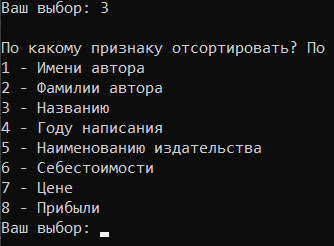 Ваш выбор: 3
По какому признаку отсортировать? По
1 - Имени автора
2 - Фамилии автора
3 - Названию
4 - Году написания
5 - Наименованию издательства
6 - Себестоимости
7 - Цене
8 - Прибыли
Ваш выбор: